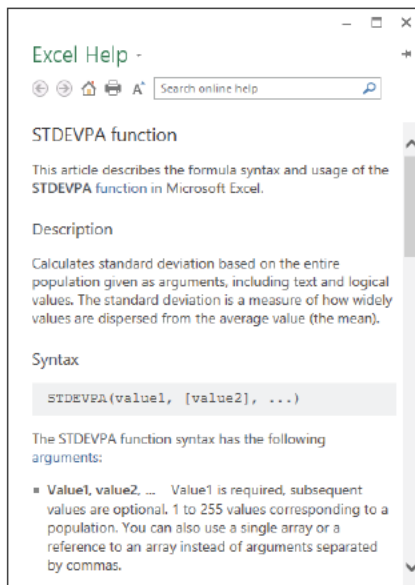 Excel Help
A
Search online help
STDEVPA function
This article describes the formula syntax and usage of the
STDEVPA function in Microsoft Excel.
Description
Calculates standard deviation based on the entire
population given as arguments, including text and logical
values. The standard deviation is a measure of how widely
values are dispersed from the average value (the mean).
Syntax
STDEVPA(value1, [value2], ...)
The STDEVPA function syntax has the following
arguments:
Value1, value2, ... Value1 is required, subsequent
values are optional. 1 to 255 values corresponding to a
population. You can also use a single array or a
reference to an array instead of arguments separated
by commas.